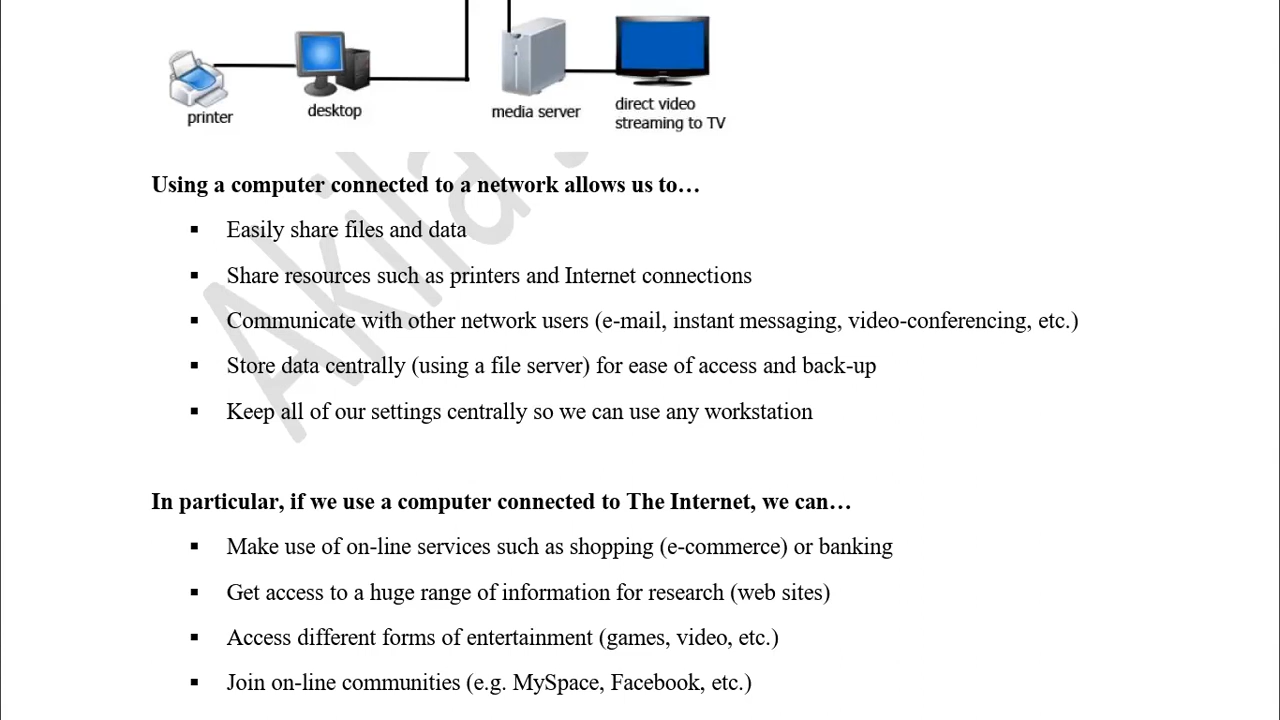 printer
desktop
media server
direct video
streaming to TV
Akila
Using a computer connected to a network allows us to…
▪ Easily share files and data
▪ Share resources such as printers and Internet connections
▪ Communicate with other network users (e-mail, instant messaging, video-conferencing, etc.)
▪ Store data centrally (using a file server) for ease of access and back-up
▪ Keep all of our settings centrally so we can use any workstation
In particular, if we use a computer connected to The Internet, we can…
▪ Make use of on-line services such as shopping (e-commerce) or banking
▪ Get access to a huge range of information for research (web sites)
▪ Access different forms of entertainment (games, video, etc.)
▪ Join on-line communities (e.g. MySpace, Facebook, etc.)